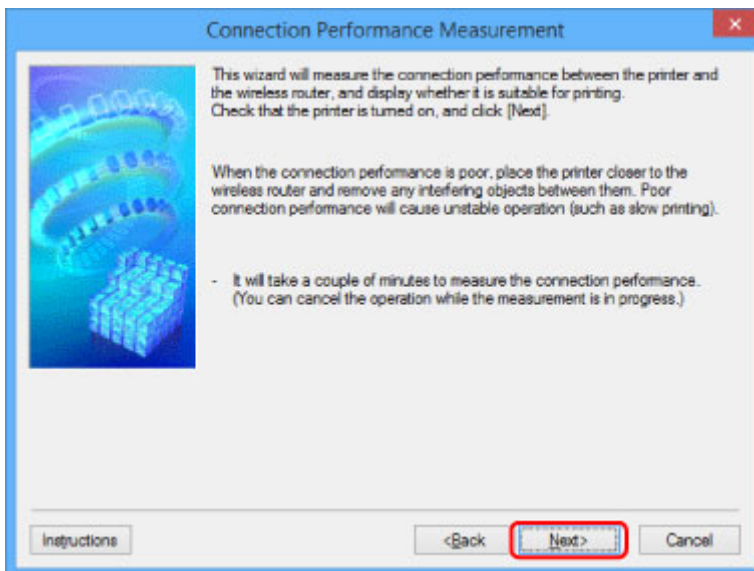 Connection Performance Measurement
This wizard will measure the connection performance between the printer and
the wireless router, and display whether it is suitable for printing.
Check that the printer is turned on, and click [Next].
When the connection performance is poor, place the printer closer to the
wireless router and remove any interfering objects between them. Poor
connection performance will cause unstable operation (such as slow printing).
- It will take a couple of minutes to measure the connection performance.
(You can cancel the operation while the measurement is in progress.)
Instructions <Back Next> Cancel